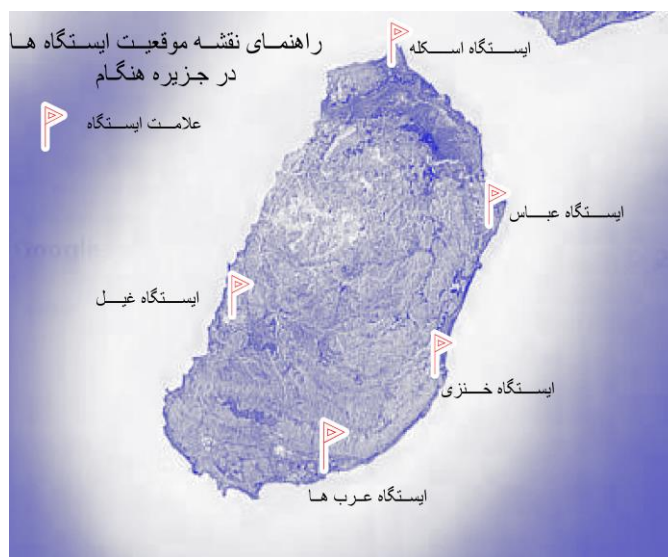 راهنمای نقشه موقعیت ایستگاه ها
در جزیره هنگام
علامت ایستگاه
ایستگاه اسکله
ایستگاه عباس
ایستگاه غیل
ایستگاه خنزی
ایستگاه عرب ها
Google